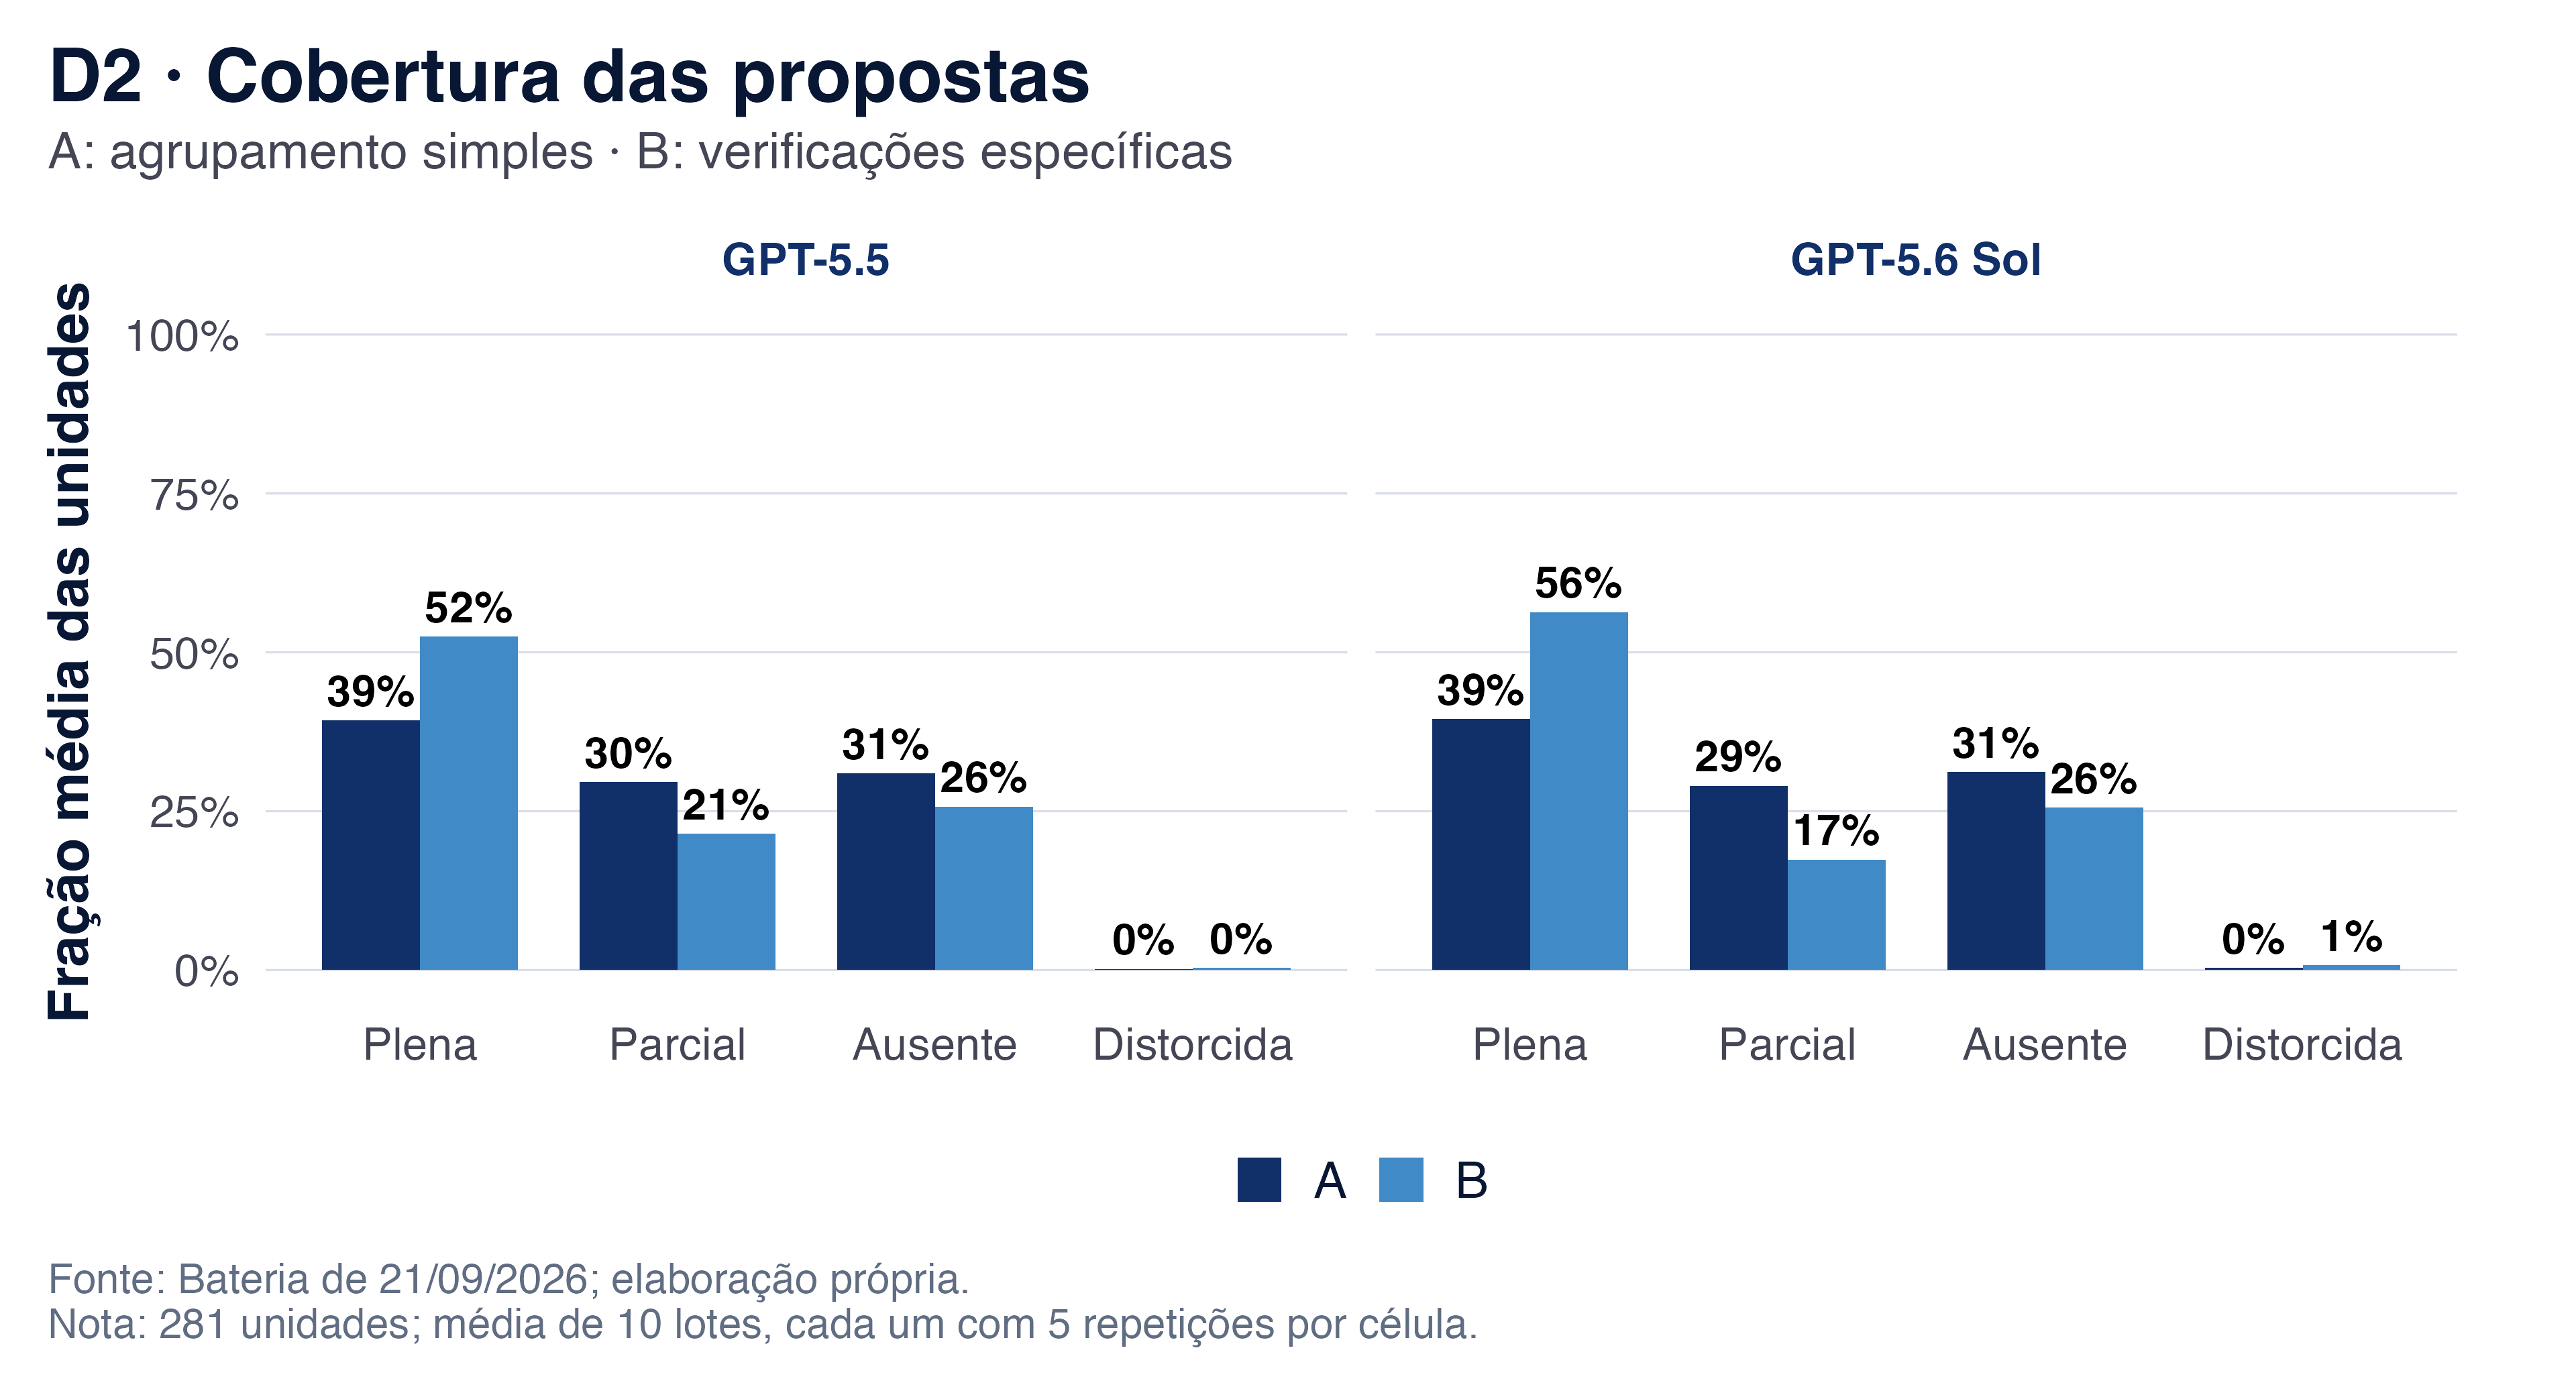 D2 · Cobertura das propostas
A: agrupamento simples · B: verificações específicas
GPT-5.5
GPT-5.6 Sol
Fração média das unidades
100%
75%
50%
25%
0%
39%
52%
30%
21%
31%
26%
0%
0%
39%
56%
29%
17%
31%
26%
0%
1%
Plena
Parcial
Ausente
Distorcida
Plena
Parcial
Ausente
Distorcida
A
B
Fonte: Bateria de 21/09/2026; elaboração própria.
Nota: 281 unidades; média de 10 lotes, cada um com 5 repetições por célula.